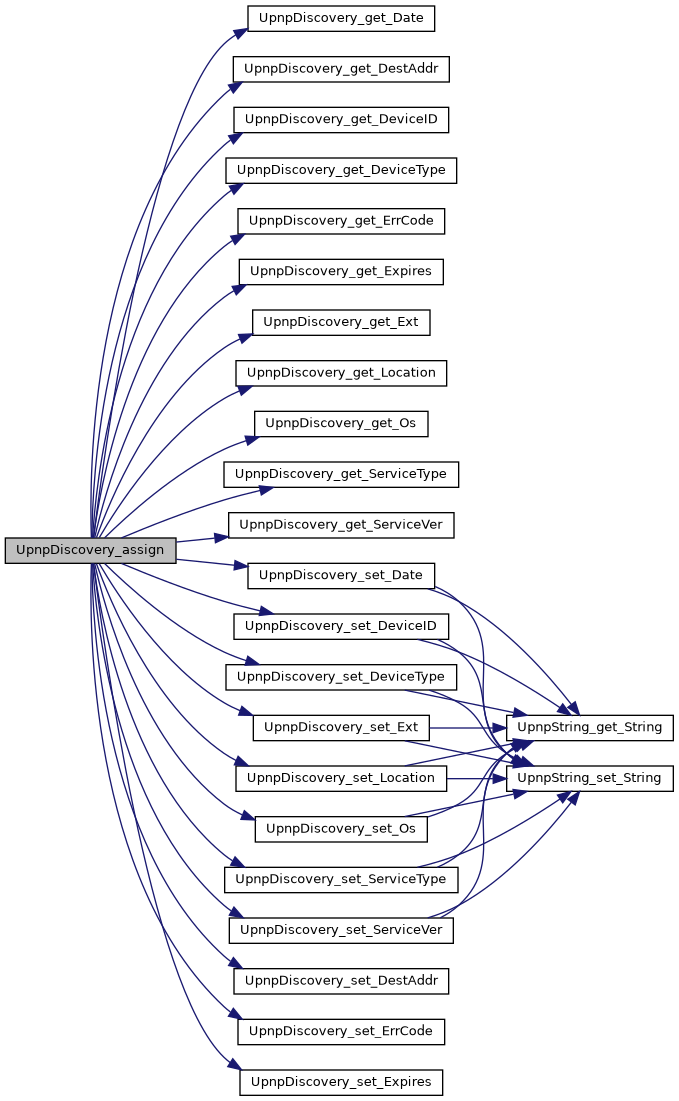 UpnpDiscovery_assign
UpnpDiscovery_get_Date
UpnpDiscovery_get_DestAddr
UpnpDiscovery_get_DeviceID
UpnpDiscovery_get_DeviceType
UpnpDiscovery_get_ErrCode
UpnpDiscovery_get_Expires
UpnpDiscovery_get_Ext
UpnpDiscovery_get_Location
UpnpDiscovery_get_Os
UpnpDiscovery_get_ServiceType
UpnpDiscovery_get_ServiceVer
UpnpDiscovery_set_Date
UpnpDiscovery_set_DeviceID
UpnpDiscovery_set_DeviceType
UpnpDiscovery_set_Ext
UpnpDiscovery_set_Location
UpnpDiscovery_set_Os
UpnpDiscovery_set_ServiceType
UpnpDiscovery_set_ServiceVer
UpnpDiscovery_set_DestAddr
UpnpDiscovery_set_ErrCode
UpnpDiscovery_set_Expires
UpnpString_get_String
UpnpString_set_String